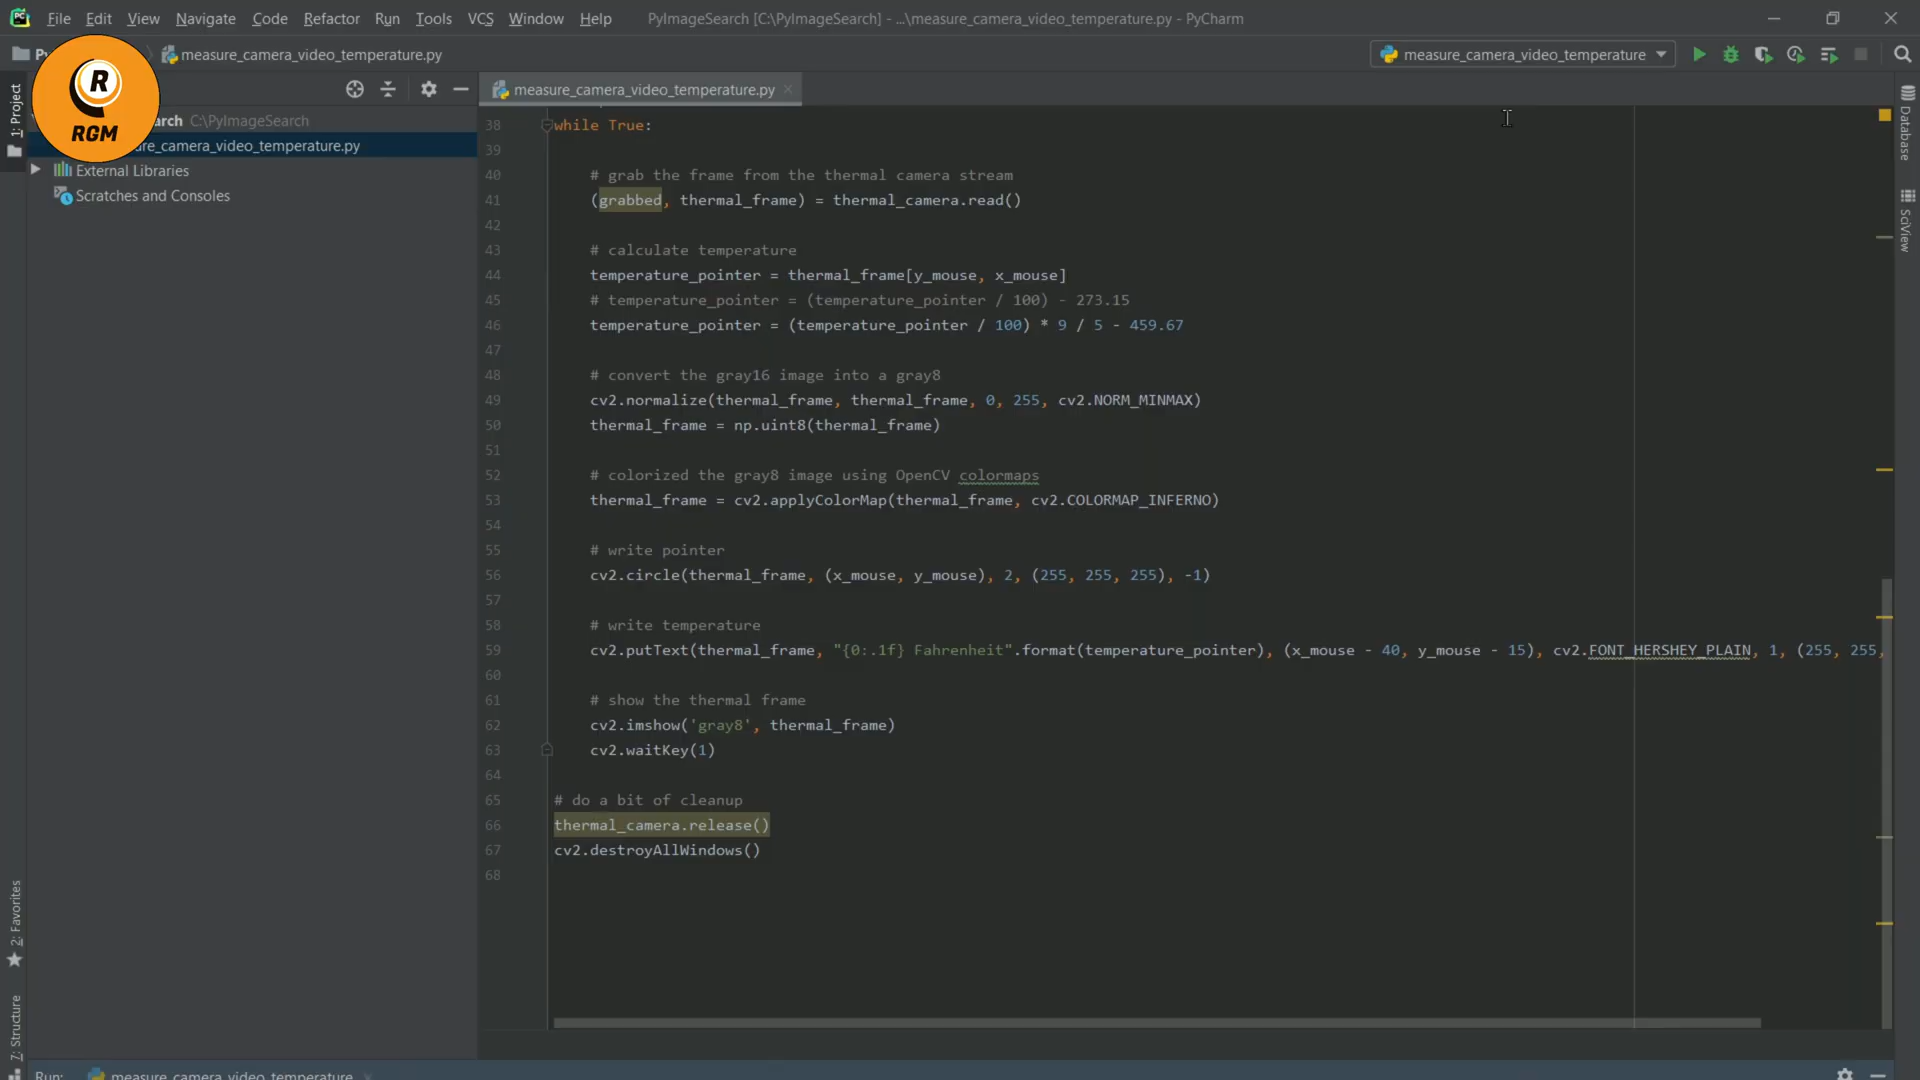 PC File Edit View Navigate Code Refactor Run Tools VCS Window Help PyImageSearch [C:\PyImageSearch] - ...\measure_camera_video_temperature.py - PyCharm
measure_camera_video_temperature.py measure_camera_video_temperature
R
RGM
1: Project
measure_camera_video_temperature.py
arch C:\PyImageSearch
re_camera_video_temperature.py
External Libraries
Scratches and Consoles
Database
SciView
38 while True:
39
40 # grab the frame from the thermal camera stream
41 (grabbed, thermal_frame) = thermal_camera.read()
42
43 # calculate temperature
44 temperature_pointer = thermal_frame[y_mouse, x_mouse]
45 # temperature_pointer = (temperature_pointer / 100) - 273.15
46 temperature_pointer = (temperature_pointer / 100) * 9 / 5 - 459.67
47
48 # convert the gray16 image into a gray8
49 cv2.normalize(thermal_frame, thermal_frame, 0, 255, cv2.NORM_MINMAX)
50 thermal_frame = np.uint8(thermal_frame)
51
52 # colorized the gray8 image using OpenCV colormaps
53 thermal_frame = cv2.applyColorMap(thermal_frame, cv2.COLORMAP_INFERNO)
54
55 # write pointer
56 cv2.circle(thermal_frame, (x_mouse, y_mouse), 2, (255, 255, 255), -1)
57
58 # write temperature
59 cv2.putText(thermal_frame, "{0:.1f} Fahrenheit".format(temperature_pointer), (x_mouse - 40, y_mouse - 15), cv2.FONT_HERSHEY_PLAIN, 1, (255, 255,
60
61 # show the thermal frame
62 cv2.imshow('gray8', thermal_frame)
63 cv2.waitKey(1)
64
65 # do a bit of cleanup
66 thermal_camera.release()
67 cv2.destroyAllWindows()
68
2: Favorites
7: Structure
Run: measure_camera_video_temperature